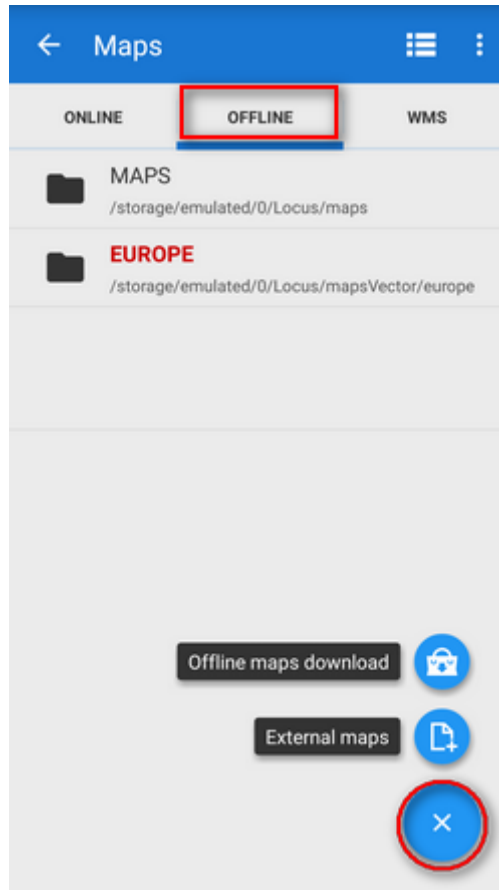 Maps
ONLINE OFFLINE WMS
MAPS
/storage/emulated/0/Locus/maps
EUROPE
/storage/emulated/0/Locus/mapsVector/europe
Offline maps download
External maps